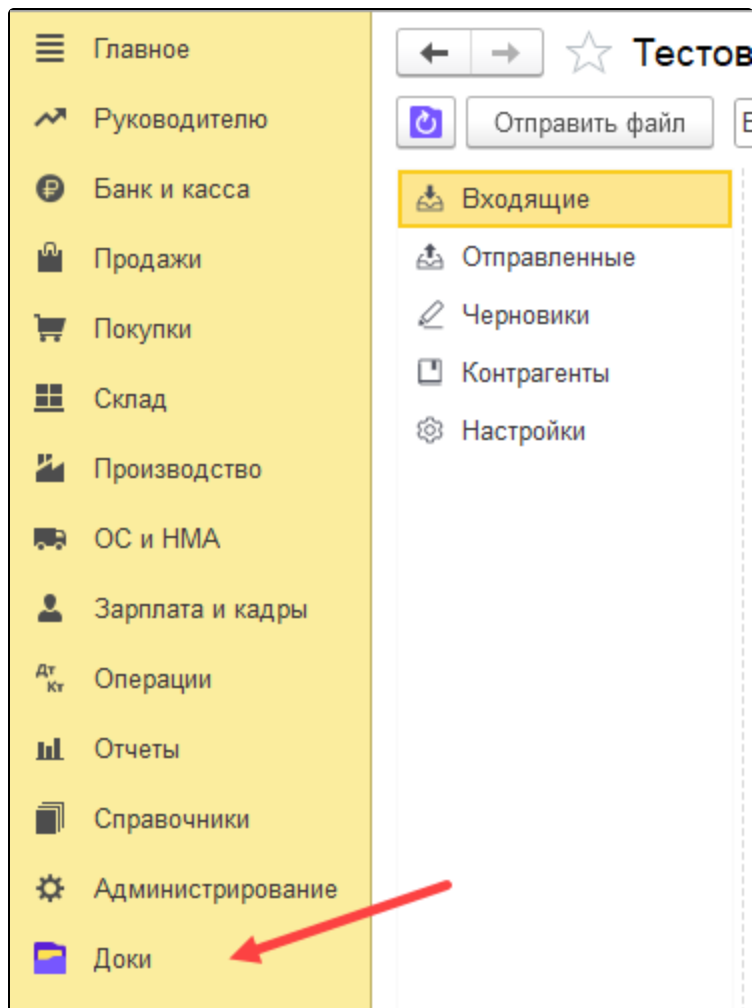 Главное
Руководителю
Банк и касса
Продажи
Покупки
Склад
Производство
ОС и НМА
Зарплата и кадры
Дт
Кт
Операции
Отчеты
Справочники
Администрирование
Доки
Тестов
Отправить файл
Входящие
Отправленные
Черновики
Контрагенты
Настройки